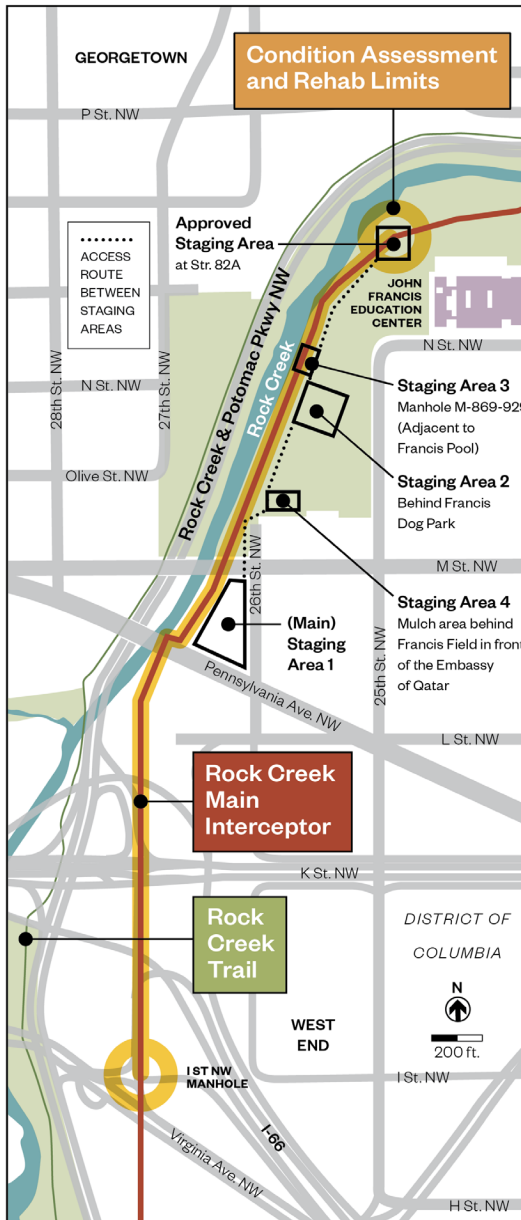 GEORGETOWN
Condition Assessment
and Rehab Limits
P St. NW
Approved
Staging Area
at Str. 82A
ACCESS
ROUTE
BETWEEN
STAGING
AREAS
JOHN
FRANCIS
EDUCATION
CENTER
Rock Creek & Potomac Pkwy NW
Rock Creek
28th St. NW
27th St. NW
N St. NW
N St. NW
Staging Area 3
Manhole M-869-929
(Adjacent to
Francis Pool)
Olive St. NW
Staging Area 2
Behind Francis
Dog Park
26th St. NW
M St. NW
25th St. NW
(Main)
Staging
Area 1
Staging Area 4
Mulch area behind
Francis Field in front
of the Embassy
of Qatar
Pennsylvania Ave. NW
L St. NW
Rock Creek
Main
Interceptor
K St. NW
Rock
Creek
Trail
DISTRICT OF
COLUMBIA
N
200 ft.
WEST
END
I ST NW
MANHOLE
I St. NW
Virginia Ave. NW
I-66
H St. NW